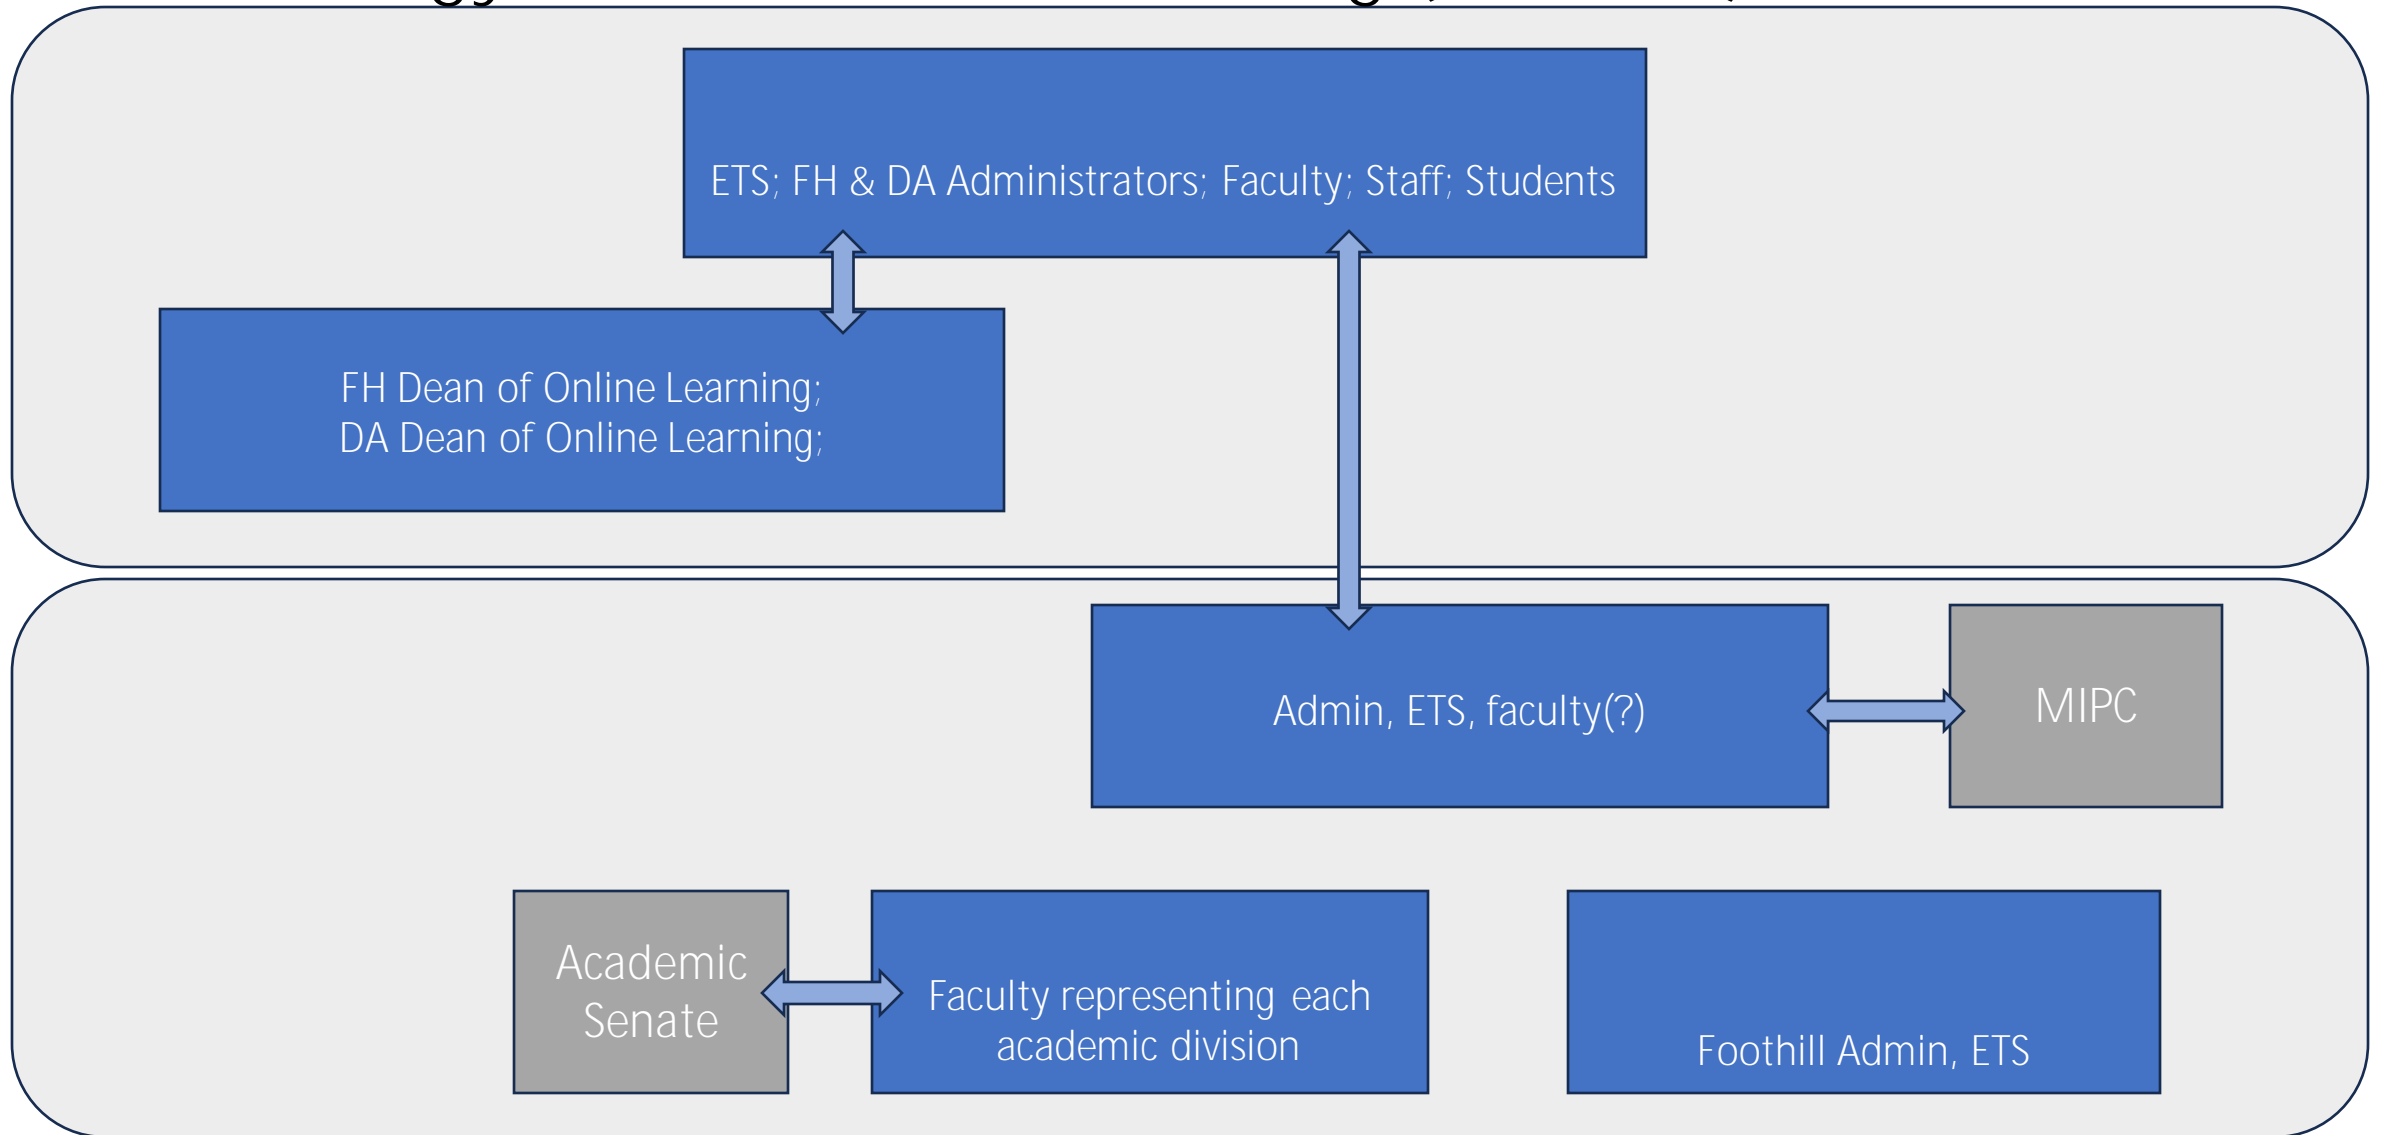 ETS; FH & DA Administrators; Faculty; Staff; Students
FH Dean of Online Learning;
DA Dean of Online Learning;
Admin, ETS, faculty(?)
MIPC
Academic
Senate
Faculty representing each
academic division
Foothill Admin, ETS